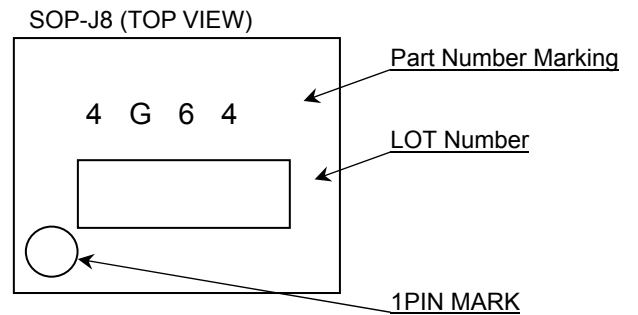 SOP-J8 (TOP VIEW)
Part Number Marking
4 G 6 4
LOT Number
1PIN MARK